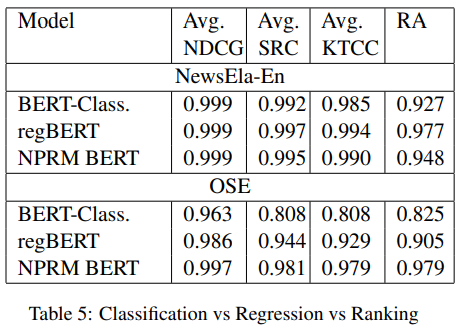 Model Avg. Avg. Avg. RA
NDCG SRC KTCC
NewsEla-En
BERT-Class. 0.999 0.992 0.985 0.927
regBERT 0.999 0.997 0.994 0.977
NPRM BERT 0.999 0.995 0.990 0.948
OSE
BERT-Class. 0.963 0.808 0.808 0.825
regBERT 0.986 0.944 0.929 0.905
NPRM BERT 0.997 0.981 0.979 0.979
Table 5: Classification vs Regression vs Ranking